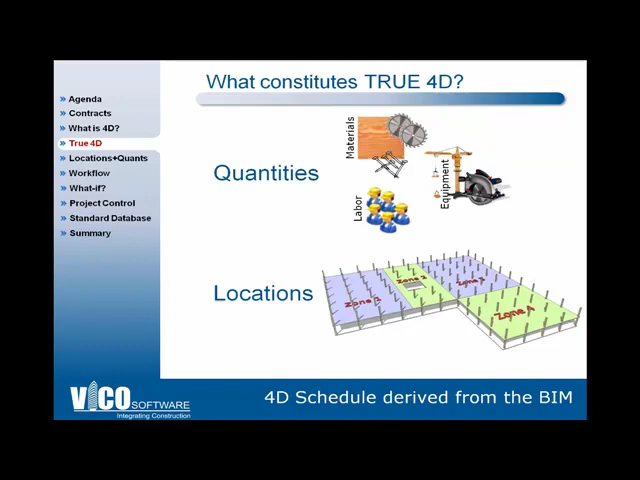 What constitutes TRUE 4D?
Agenda
Contracts
What is 4D?
True 4D
Locations+Quants
Workflow
What-if?
Project Control
Standard Database
Summary
Quantities
Materials
Labor
Equipment
Locations
Zone 1
Zone 2
Zone 3
Zone 4
VICO SOFTWARE
Integrating Construction
4D Schedule derived from the BIM